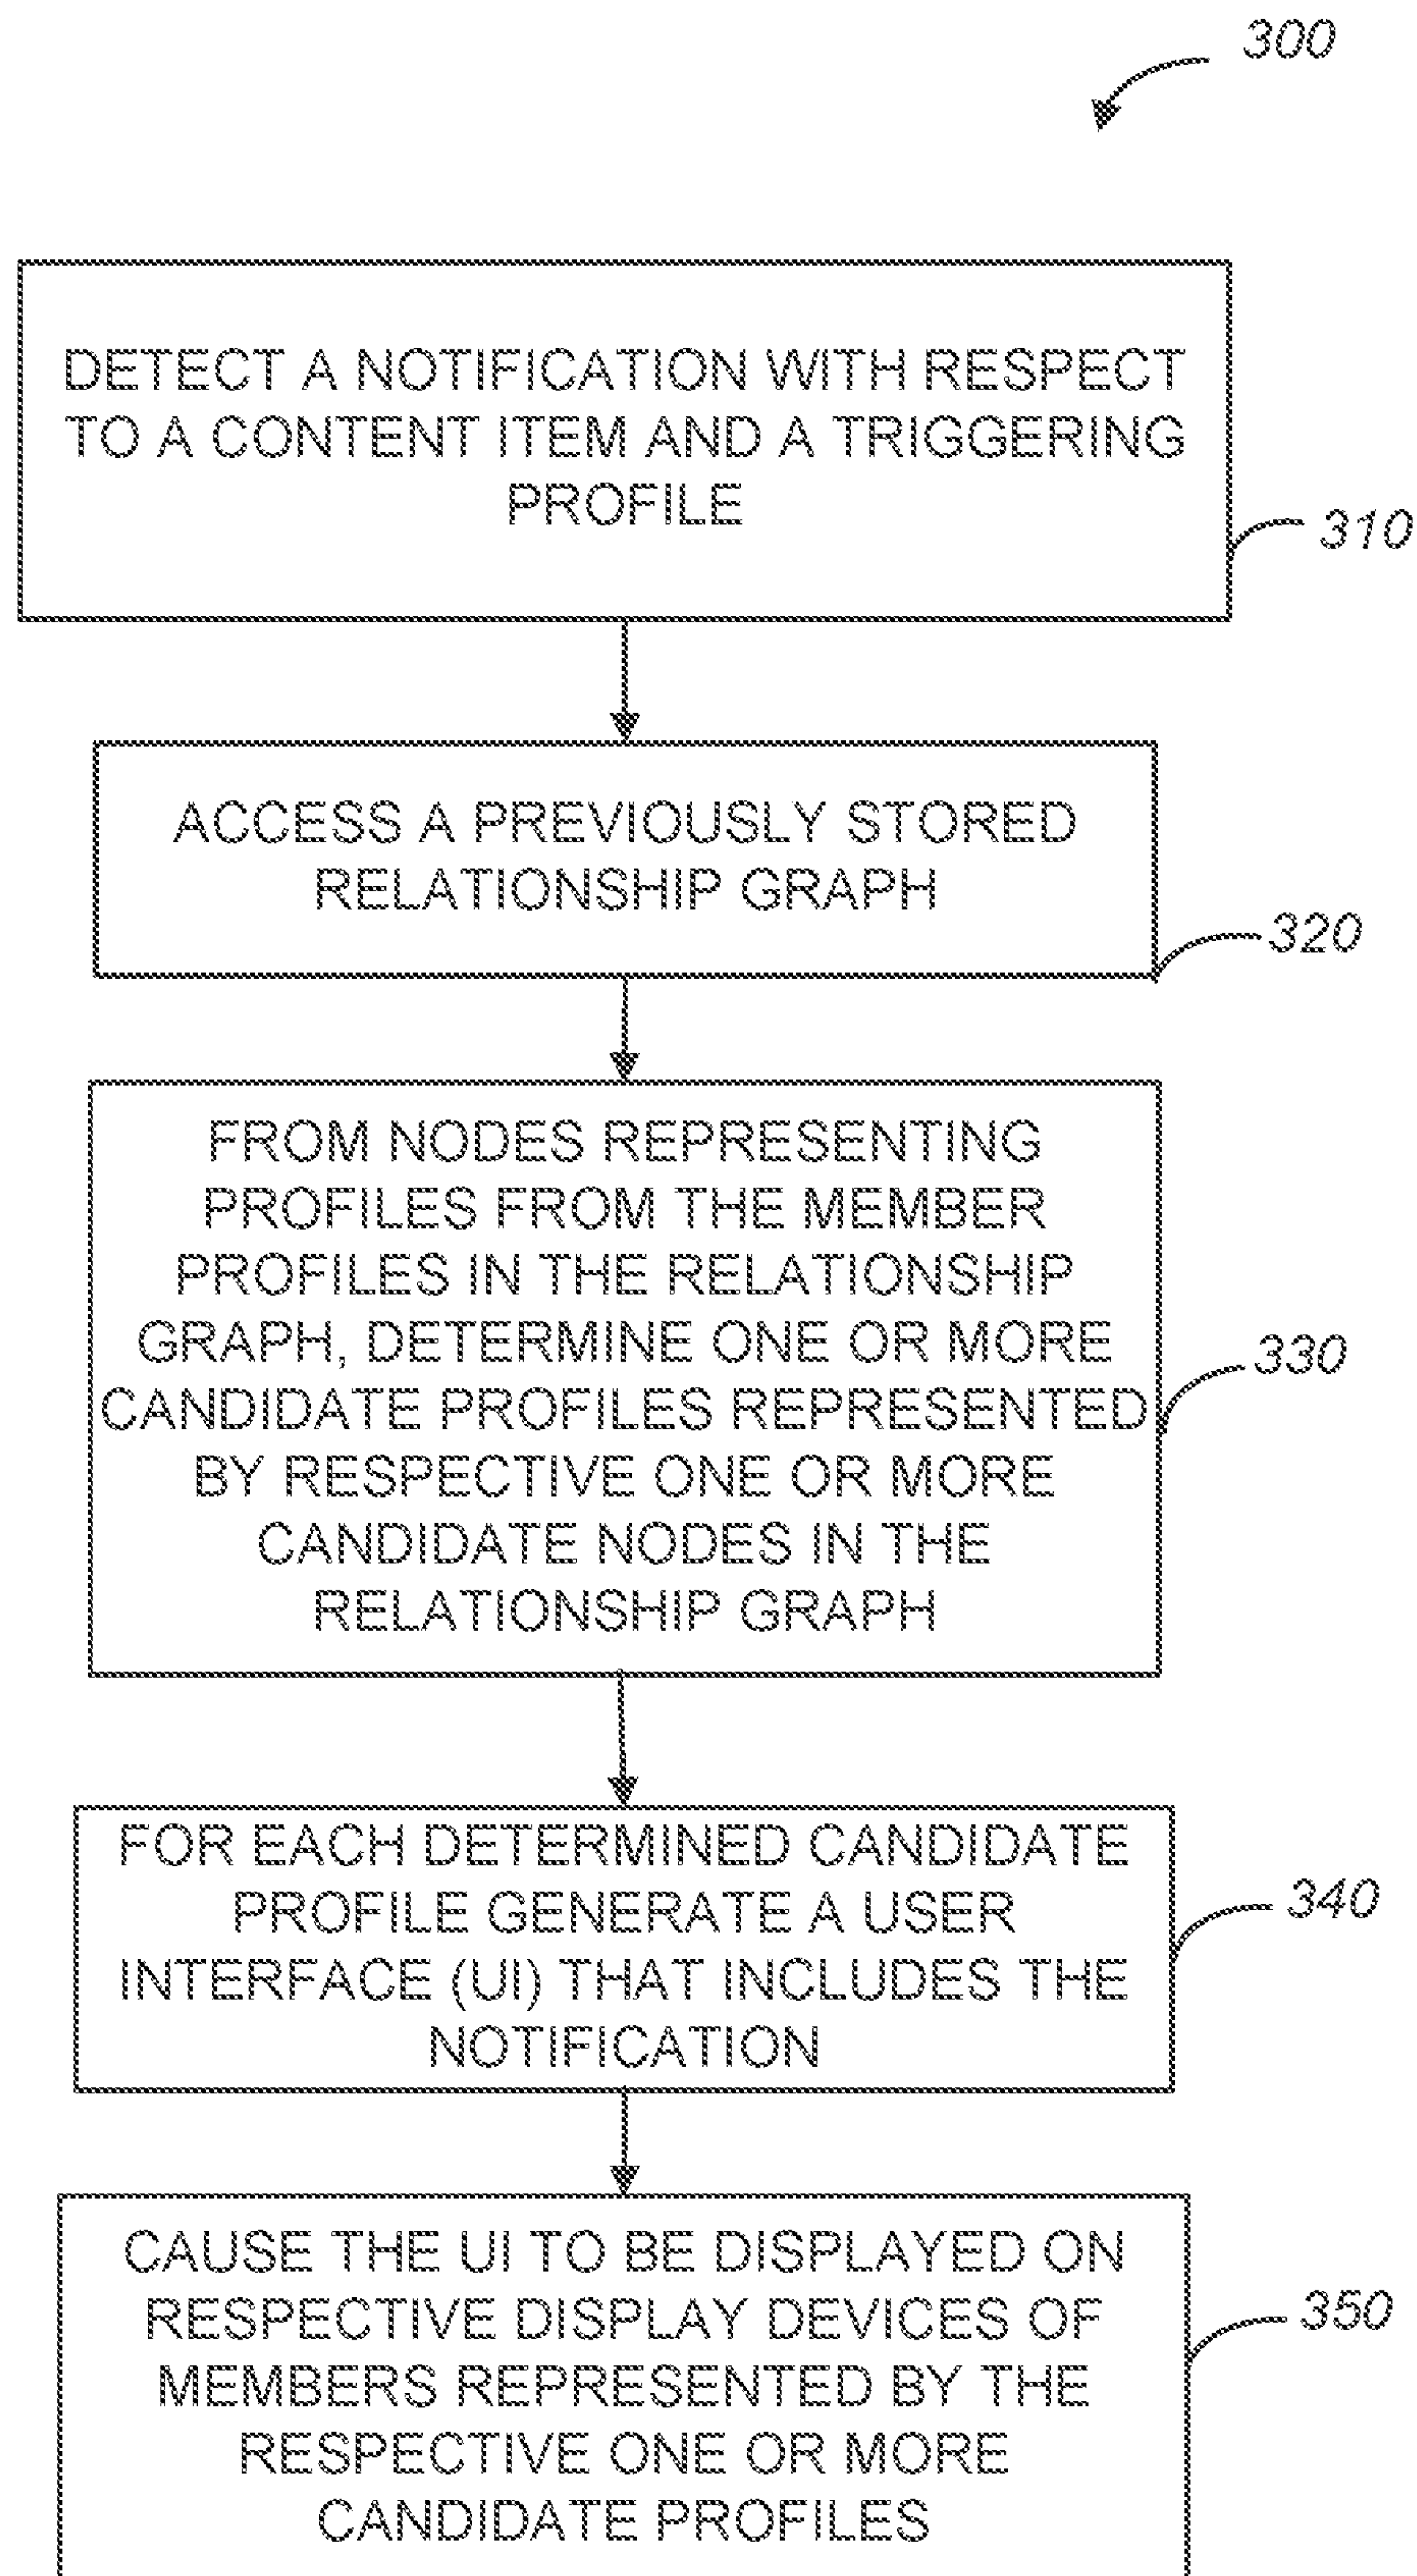 300
DETECT A NOTIFICATION WITH RESPECT
TO A CONTENT ITEM AND A TRIGGERING
PROFILE
310
ACCESS A PREVIOUSLY STORED
RELATIONSHIP GRAPH
320
FROM NODES REPRESENTING
PROFILES FROM THE MEMBER
PROFILES IN THE RELATIONSHIP
GRAPH, DETERMINE ONE OR MORE
CANDIDATE PROFILES REPRESENTED
BY RESPECTIVE ONE OR MORE
CANDIDATE NODES IN THE
RELATIONSHIP GRAPH
330
FOR EACH DETERMINED CANDIDATE
PROFILE GENERATE A USER
INTERFACE (UI) THAT INCLUDES THE
NOTIFICATION
340
CAUSE THE UI TO BE DISPLAYED ON
RESPECTIVE DISPLAY DEVICES OF
MEMBERS REPRESENTED BY THE
RESPECTIVE ONE OR MORE
CANDIDATE PROFILES
350